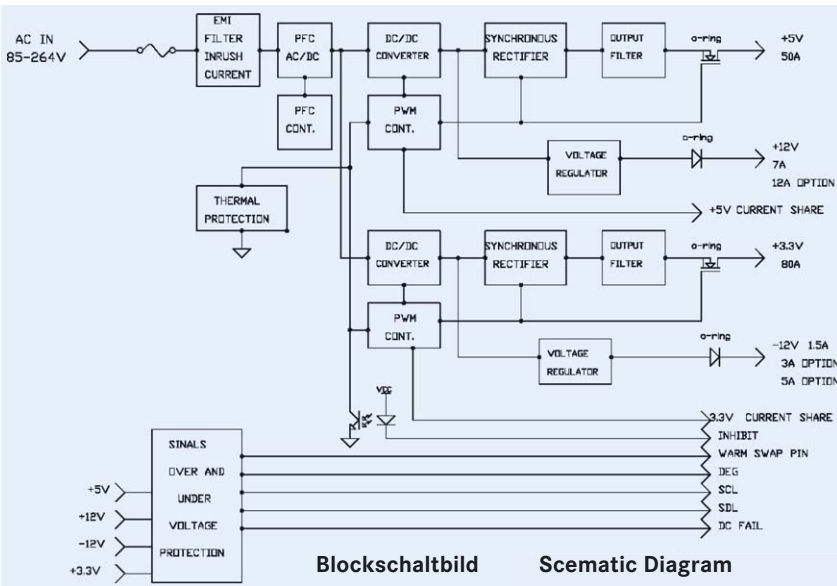 AC IN
85-264V
EMI
FILTER
INRUSH
CURRENT
PFC
AC/DC
PFC
CONT.
DC/DC
CONVERTER
PWM
CONT.
SYNCHRONOUS
RECTIFIER
OUTPUT
FILTER
o-ring
+5V
50A
VOLTAGE
REGULATOR
o-ring
+12V
7A
12A OPTION
+5V CURRENT SHARE
THERMAL
PROTECTION
DC/DC
CONVERTER
PWM
CONT.
SYNCHRONOUS
RECTIFIER
OUTPUT
FILTER
o-ring
+3.3V
80A
VOLTAGE
REGULATOR
o-ring
-12V 1.5A
3A OPTION
5A OPTION
VCC
3.3V CURRENT SHARE
INHIBIT
WARM SWAP PIN
DEG
SCL
SDL
DC FAIL
SINALS
OVER AND
UNDER
VOLTAGE
PROTECTION
+5V
+12V
-12V
+3.3V
Blockschaltbild Scematic Diagram